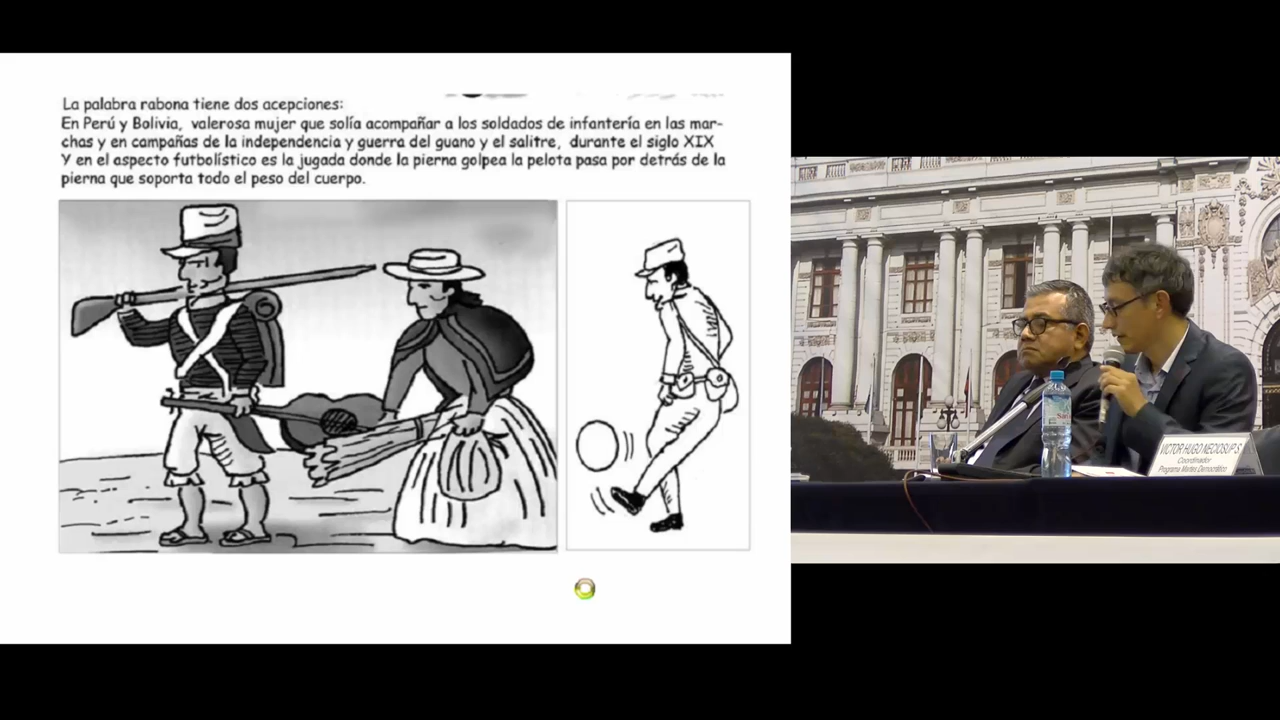 La palabra rabona tiene dos acepciones:
En Perú y Bolivia, valerosa mujer que solía acompañar a los soldados de infantería en las mar-
chas y en campañas de la independencia y guerra del guano y el salitre, durante el siglo XIX
Y en el aspecto futbolístico es la jugada donde la pierna golpea la pelota pasa por detrás de la
pierna que soporta todo el peso del cuerpo.
VICTOR HUGO NECIOSUP S.
Coordinador
Programa Martes Democrático